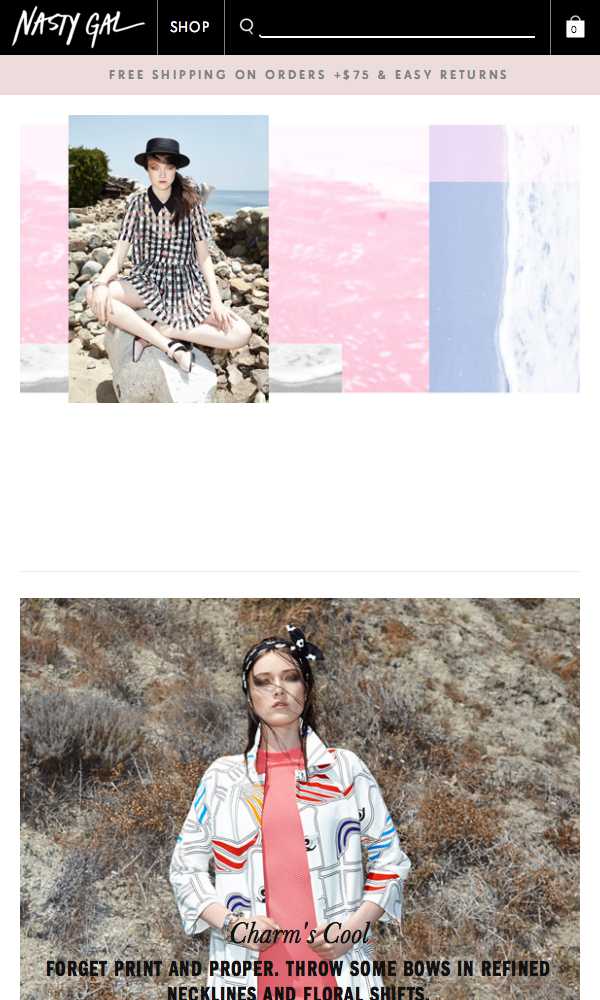 NASTY GAL
SHOP
0
FREE SHIPPING ON ORDERS +$75 & EASY RETURNS
Charm's Cool
FORGET PRINT AND PROPER. THROW SOME BOWS IN REFINED
NECKLINES AND FLORAL SHIFTS.